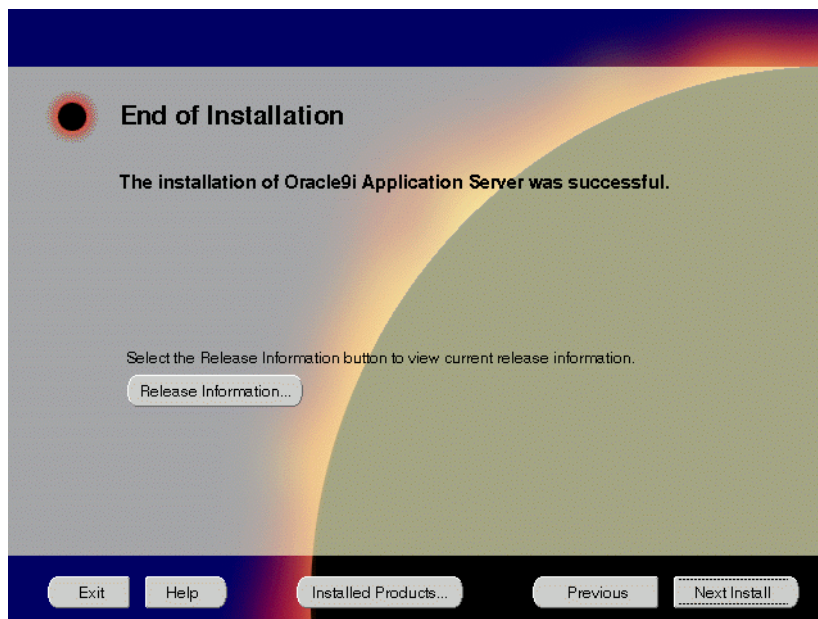 End of Installation
The installation of Oracle9i Application Server was successful.
Select the Release Information button to view current release information.
Release Information...
Exit
Help
Installed Products...
Previous
Next Install